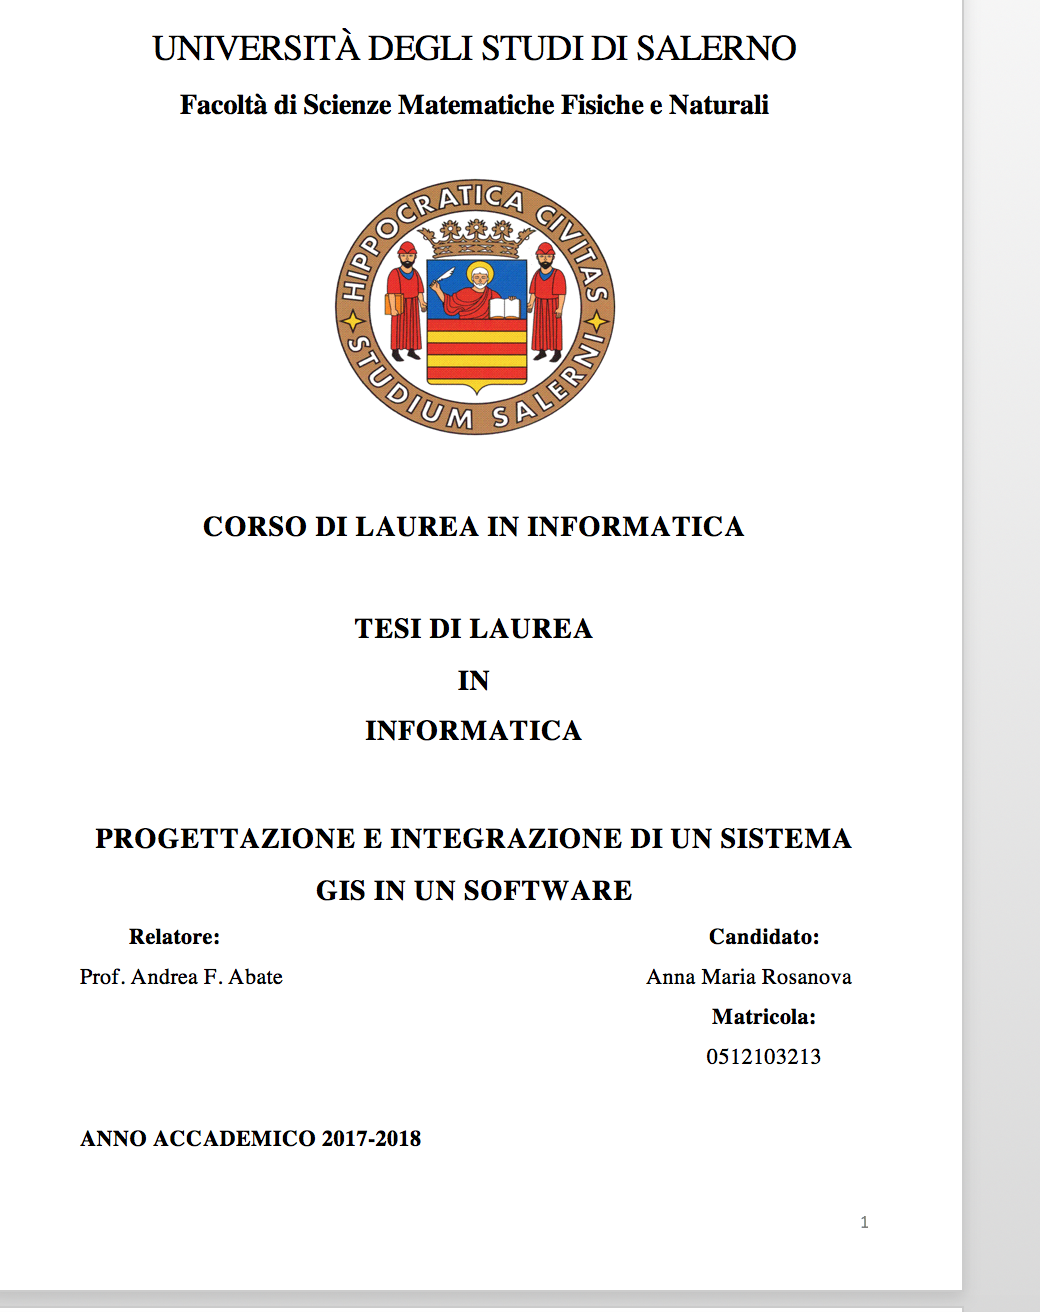 UNIVERSITÀ DEGLI STUDI DI SALERNO
Facoltà di Scienze Matematiche Fisiche e Naturali
HIPPOCRATICA CIVITAS
STUDIUM SALERNI
CORSO DI LAUREA IN INFORMATICA
TESI DI LAUREA
IN
INFORMATICA
PROGETTAZIONE E INTEGRAZIONE DI UN SISTEMA
GIS IN UN SOFTWARE
Relatore: Candidato:
Prof. Andrea F. Abate Anna Maria Rosanova
Matricola:
0512103213
ANNO ACCADEMICO 2017-2018
1